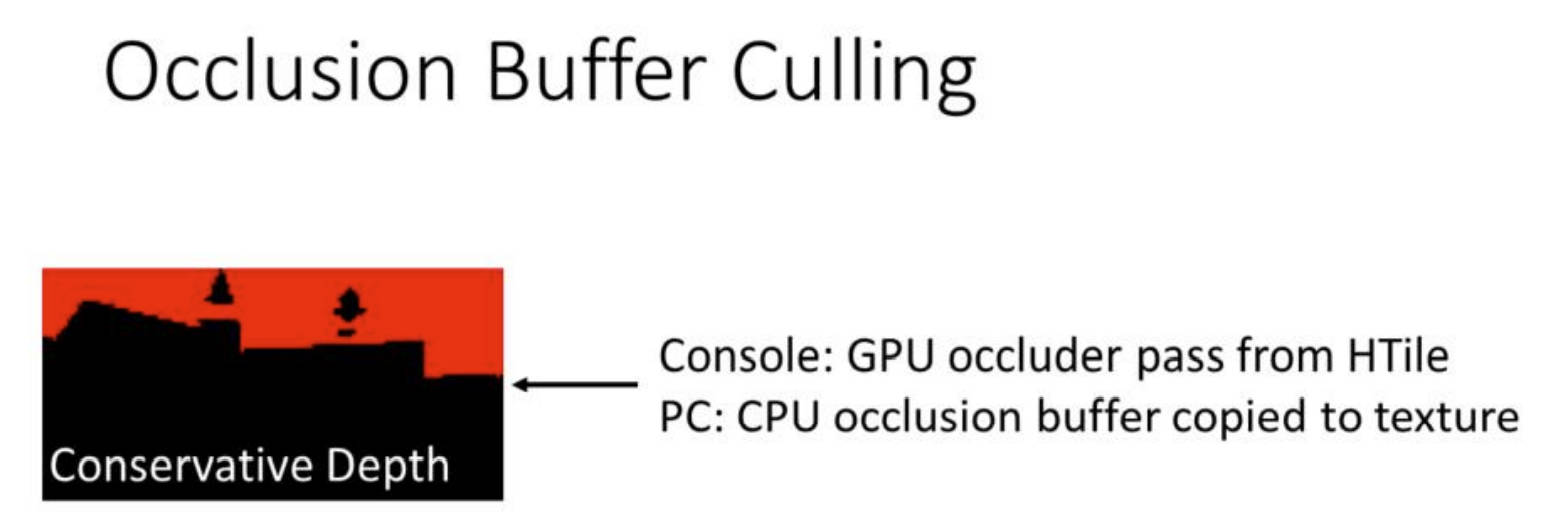 Occlusion Buffer Culling
Console: GPU occluder pass from HTile
PC: CPU occlusion buffer copied to texture
Conservative Depth